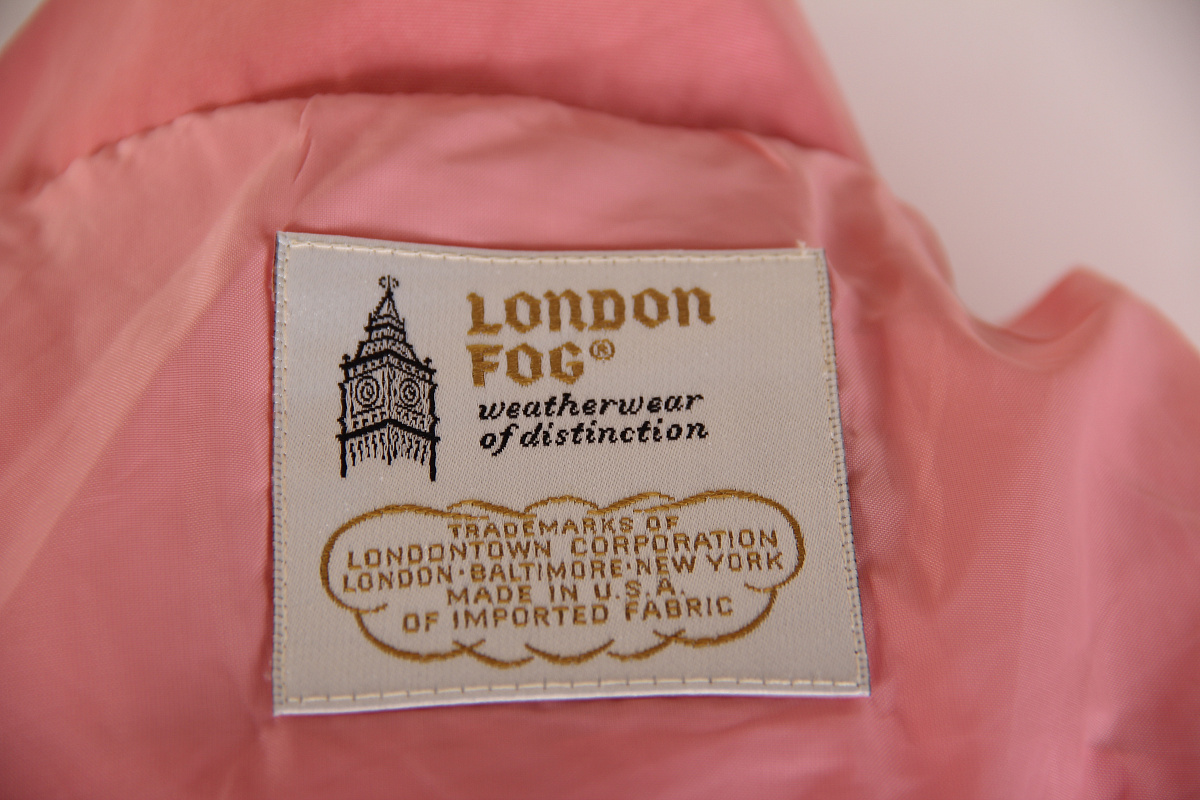 LONDON
FOG®
weatherwear
of distinction
TRADEMARKS OF
LONDONTOWN CORPORATION
LONDON·BALTIMORE·NEW YORK
MADE IN U.S.A.
OF IMPORTED FABRIC